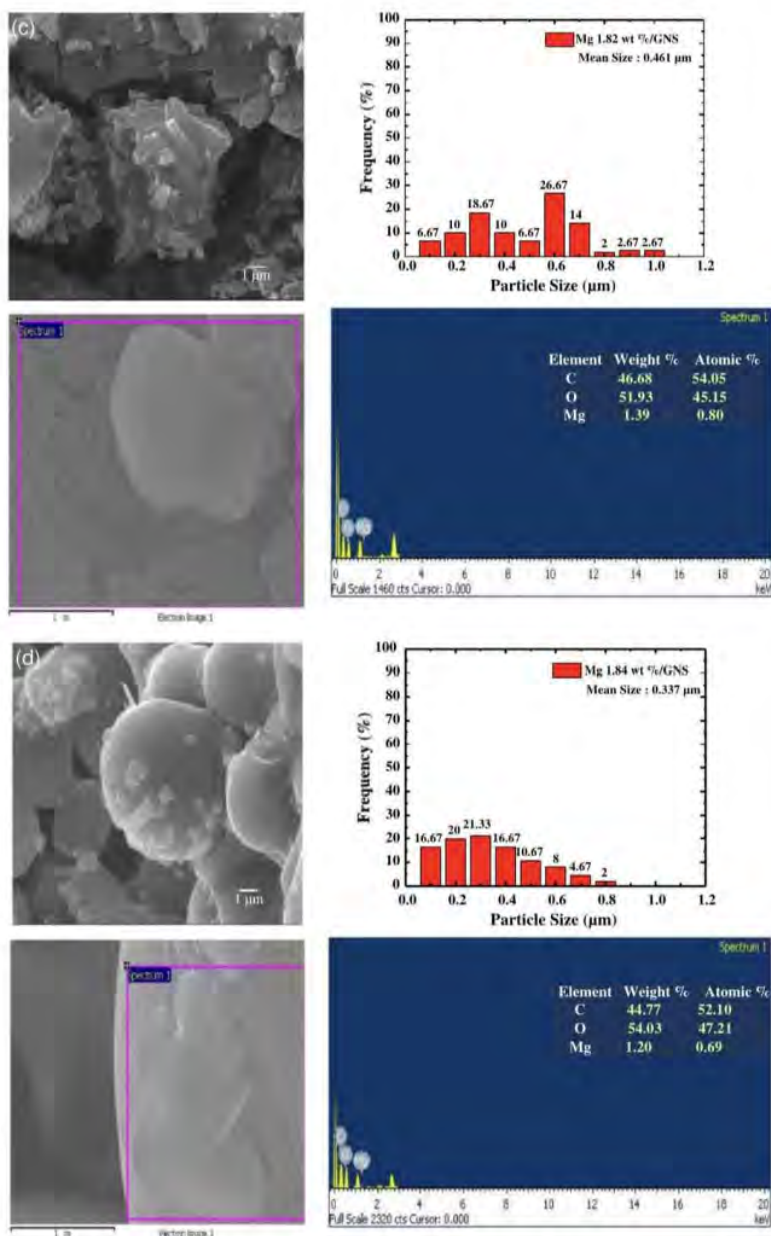 (c)
1 µm
Mg 1.82 wt %/GNS
Mean Size : 0.461 µm
Frequency (%)
100
90
80
70
60
50
40
30
20
10
0
6.67
10
18.67
10
6.67
26.67
14
2
2.67
2.67
0.0 0.2 0.4 0.6 0.8 1.0 1.2
Particle Size (µm)
Spectrum 1
Electron Image 1
Spectrum 1
Element Weight % Atomic %
C 46.68 54.05
O 51.93 45.15
Mg 1.39 0.80
0 2 4 6 8 10 12 14 16 18 20
Full Scale 1460 cts Cursor: 0.000
keV
(d)
1 µm
Mg 1.84 wt %/GNS
Mean Size : 0.337 µm
Frequency (%)
100
90
80
70
60
50
40
30
20
10
0
16.67
20
21.33
16.67
10.67
8
4.67
2
0.0 0.2 0.4 0.6 0.8 1.0 1.2
Particle Size (µm)
Spectrum 1
Electron Image 1
Spectrum 1
Element Weight % Atomic %
C 44.77 52.10
O 54.03 47.21
Mg 1.20 0.69
0 2 4 6 8 10 12 14 16 18 20
Full Scale 2320 cts Cursor: 0.000
keV